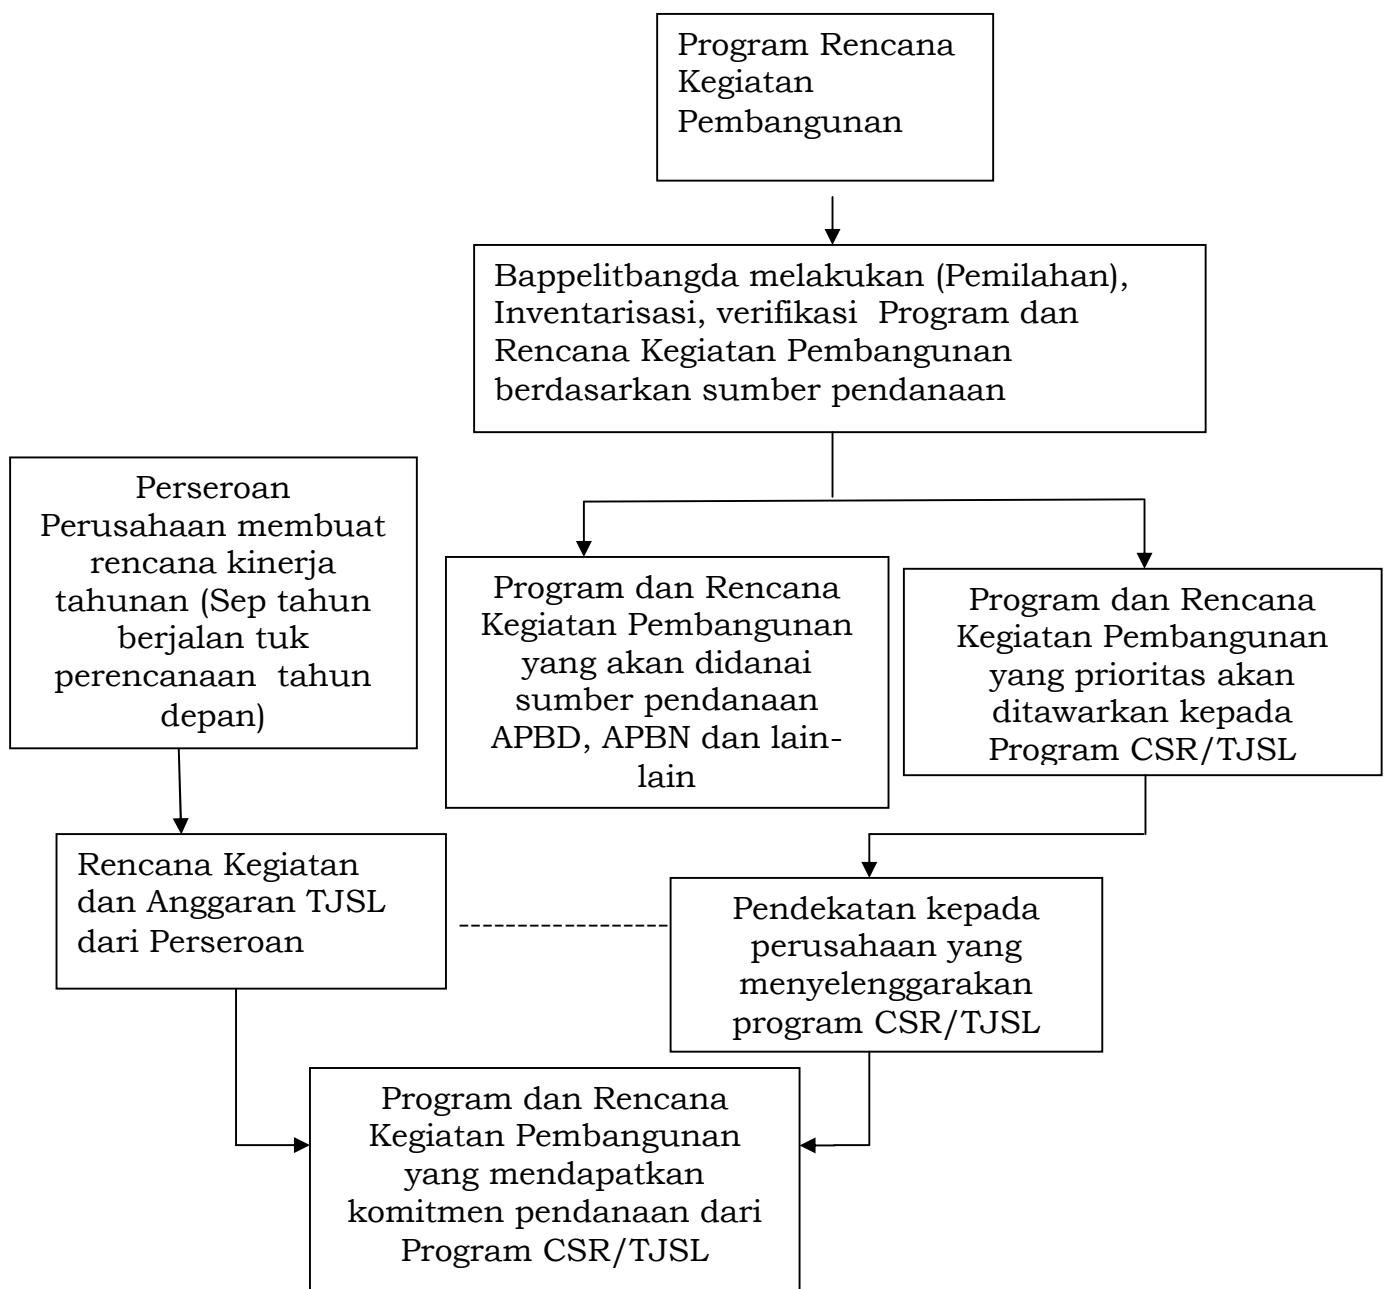 Program Rencana
Kegiatan
Pembangunan
Bappelitbangda melakukan (Pemilahan),
Inventarisasi, verifikasi  Program dan
Rencana Kegiatan Pembangunan
berdasarkan sumber pendanaan
Perseroan
Perusahaan membuat
rencana kinerja
tahunan (Sep tahun
berjalan tuk
perencanaan  tahun
depan)
Program dan Rencana
Kegiatan Pembangunan
yang akan didanai
sumber pendanaan
APBD, APBN dan lain-
lain
Program dan Rencana
Kegiatan Pembangunan
yang prioritas akan
ditawarkan kepada
Program CSR/TJSL
Rencana Kegiatan
dan Anggaran TJSL
dari Perseroan
Pendekatan kepada
perusahaan yang
menyelenggarakan
program CSR/TJSL
Program dan Rencana
Kegiatan Pembangunan
yang mendapatkan
komitmen pendanaan dari
Program CSR/TJSL